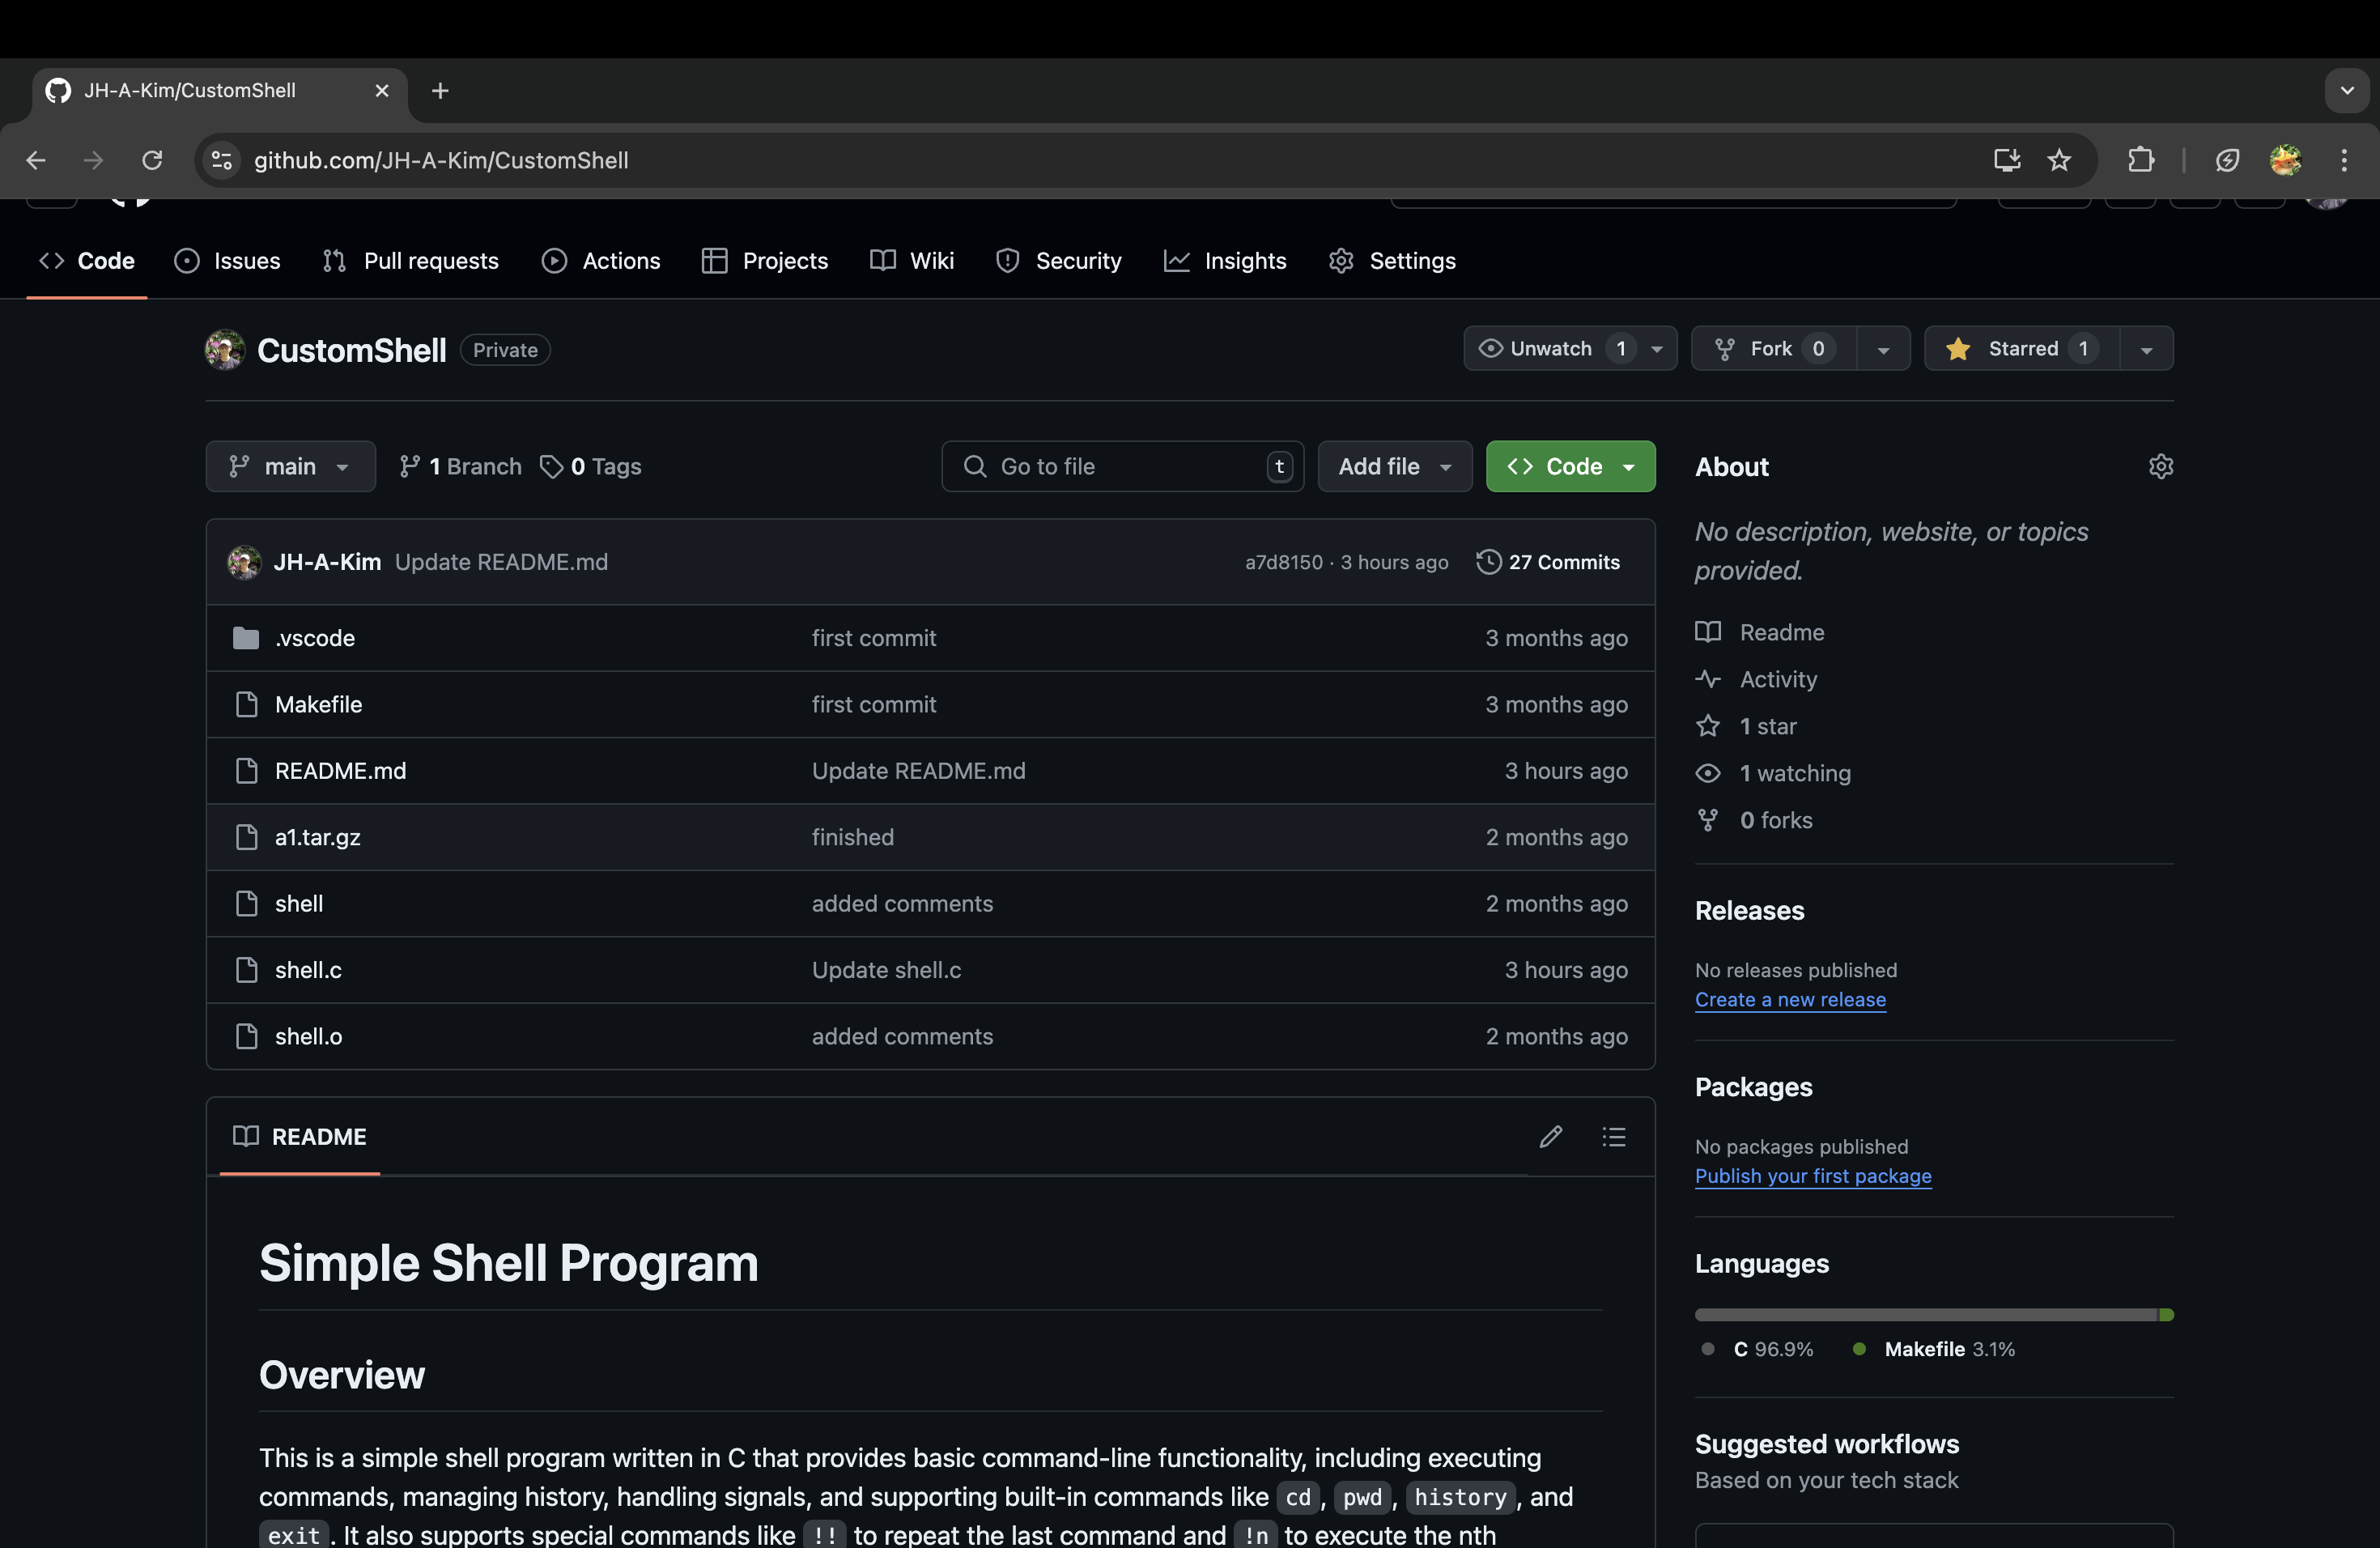 JH-A-Kim/CustomShell
github.com/JH-A-Kim/CustomShell
Code Issues Pull requests Actions Projects Wiki Security Insights Settings
CustomShell Private Unwatch 1 Fork 0 Starred 1
main 1 Branch 0 Tags Go to file t Add file Code
JH-A-Kim Update README.md a7d8150 · 3 hours ago 27 Commits
.vscode first commit 3 months ago
Makefile first commit 3 months ago
README.md Update README.md 3 hours ago
a1.tar.gz finished 2 months ago
shell added comments 2 months ago
shell.c Update shell.c 3 hours ago
shell.o added comments 2 months ago
README
Simple Shell Program
Overview
This is a simple shell program written in C that provides basic command-line functionality, including executing
commands, managing history, handling signals, and supporting built-in commands like cd, pwd, history, and
exit. It also supports special commands like !! to repeat the last command and !n to execute the nth
About
No description, website, or topics
provided.
Readme
Activity
1 star
1 watching
0 forks
Releases
No releases published
Create a new release
Packages
No packages published
Publish your first package
Languages
C 96.9% Makefile 3.1%
Suggested workflows
Based on your tech stack